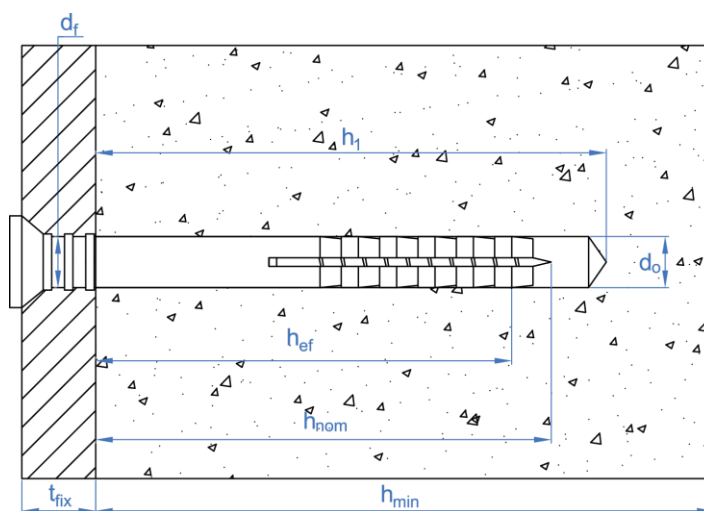 d_f
h_1
d_o
h_ef
h_nom
t_fix
h_min